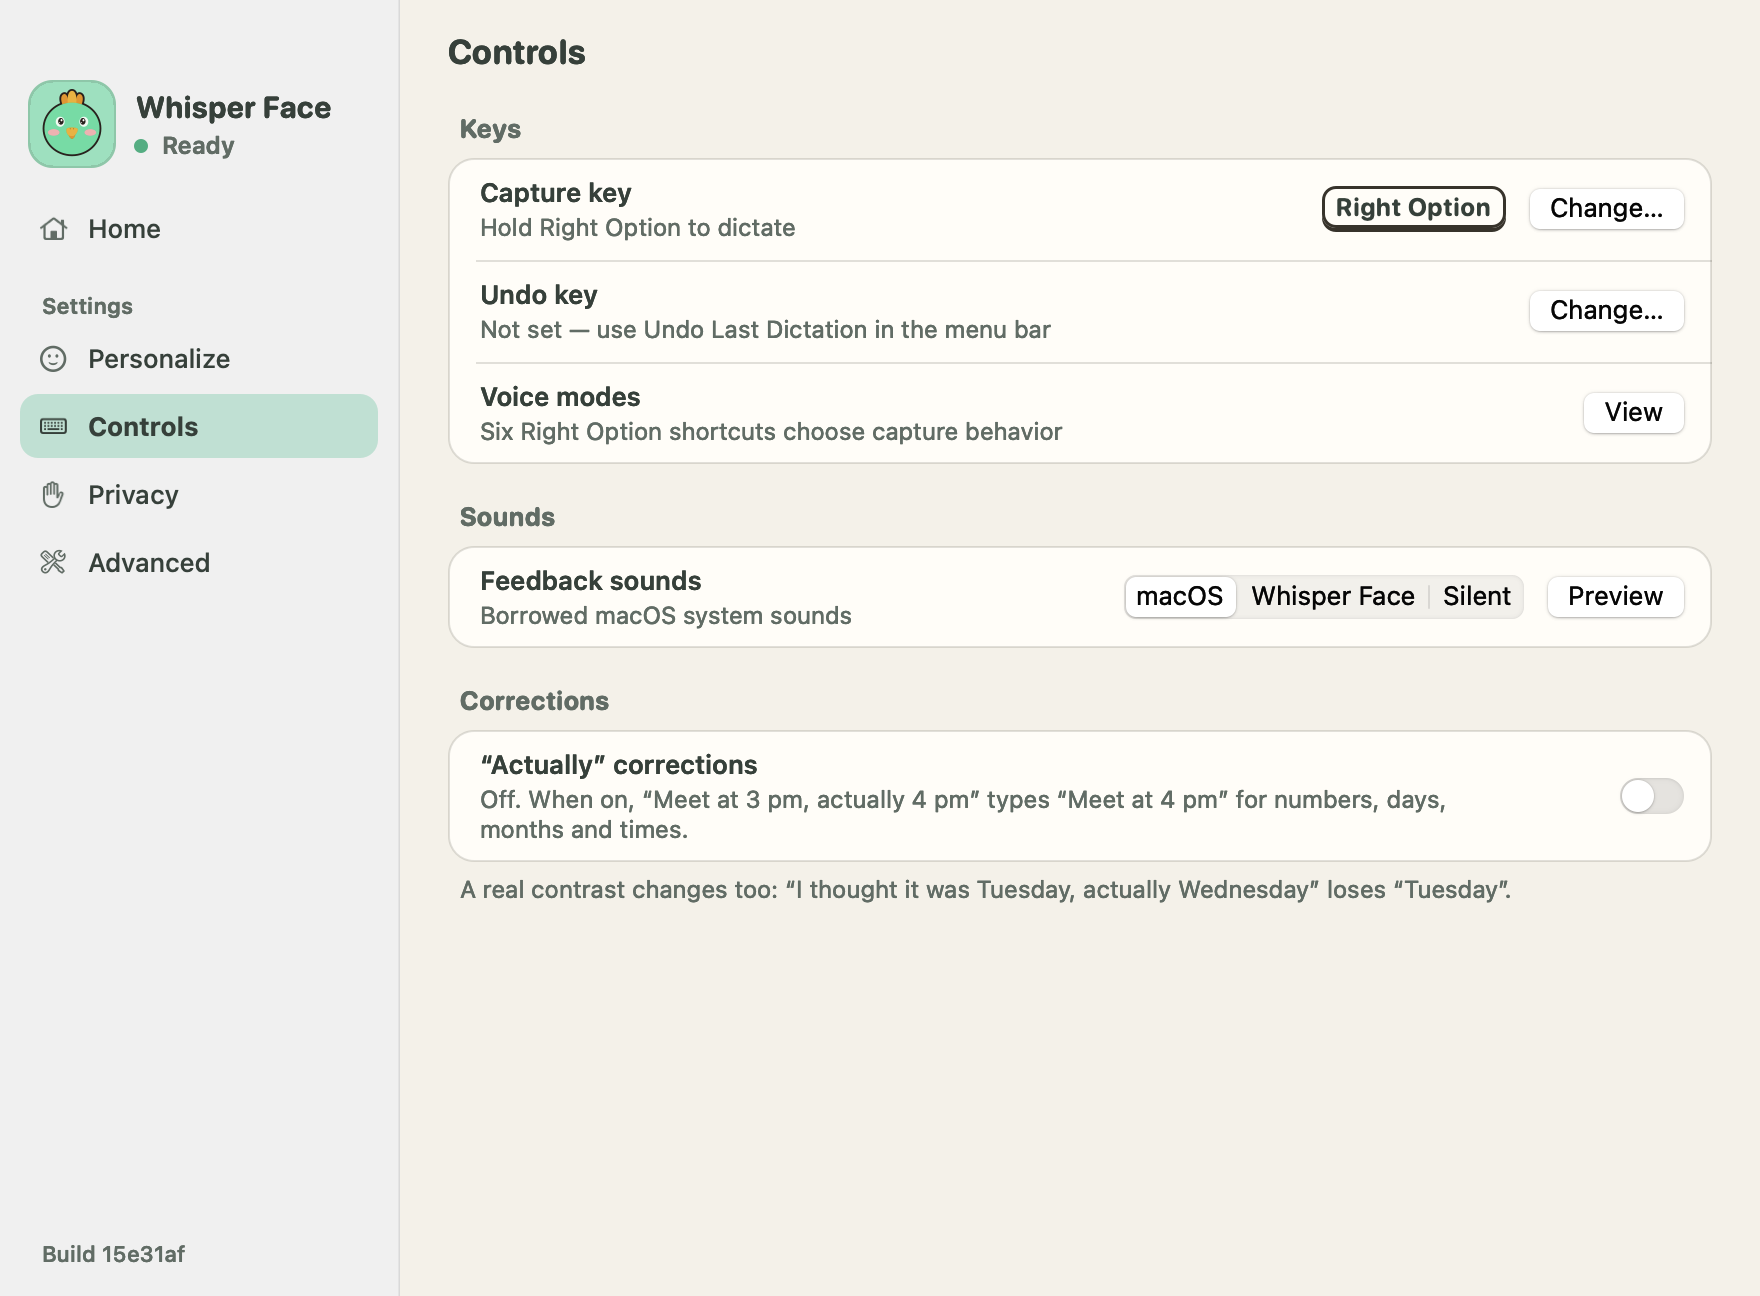 Whisper Face
Ready
Home
Settings
Personalize
Controls
Privacy
Advanced
Build 15e31af
Controls
Keys
Capture key
Hold Right Option to dictate
Right Option
Change...
Undo key
Not set — use Undo Last Dictation in the menu bar
Change...
Voice modes
Six Right Option shortcuts choose capture behavior
View
Sounds
Feedback sounds
Borrowed macOS system sounds
macOS
Whisper Face
Silent
Preview
Corrections
“Actually” corrections
Off. When on, “Meet at 3 pm, actually 4 pm” types “Meet at 4 pm” for numbers, days,
months and times.
A real contrast changes too: “I thought it was Tuesday, actually Wednesday” loses “Tuesday”.